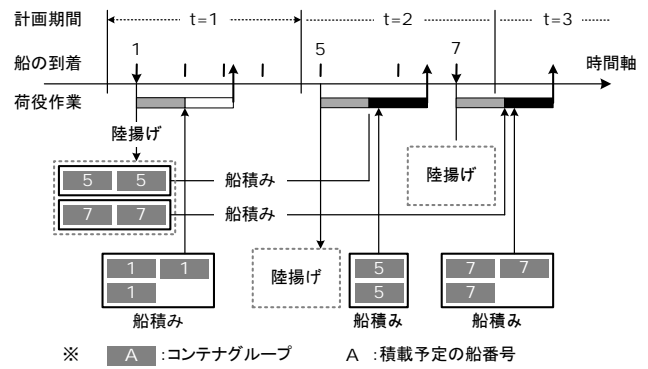 計画期間 t=1 t=2 t=3
船の到着 1 5 7
時間軸
荷役作業
陸揚げ
5 5 船積み
陸揚げ
7 7 船積み
陸揚げ
1 1
1
5
5
7 7
7
船積み 船積み 船積み
※ A :コンテナグループ A :積載予定の船番号